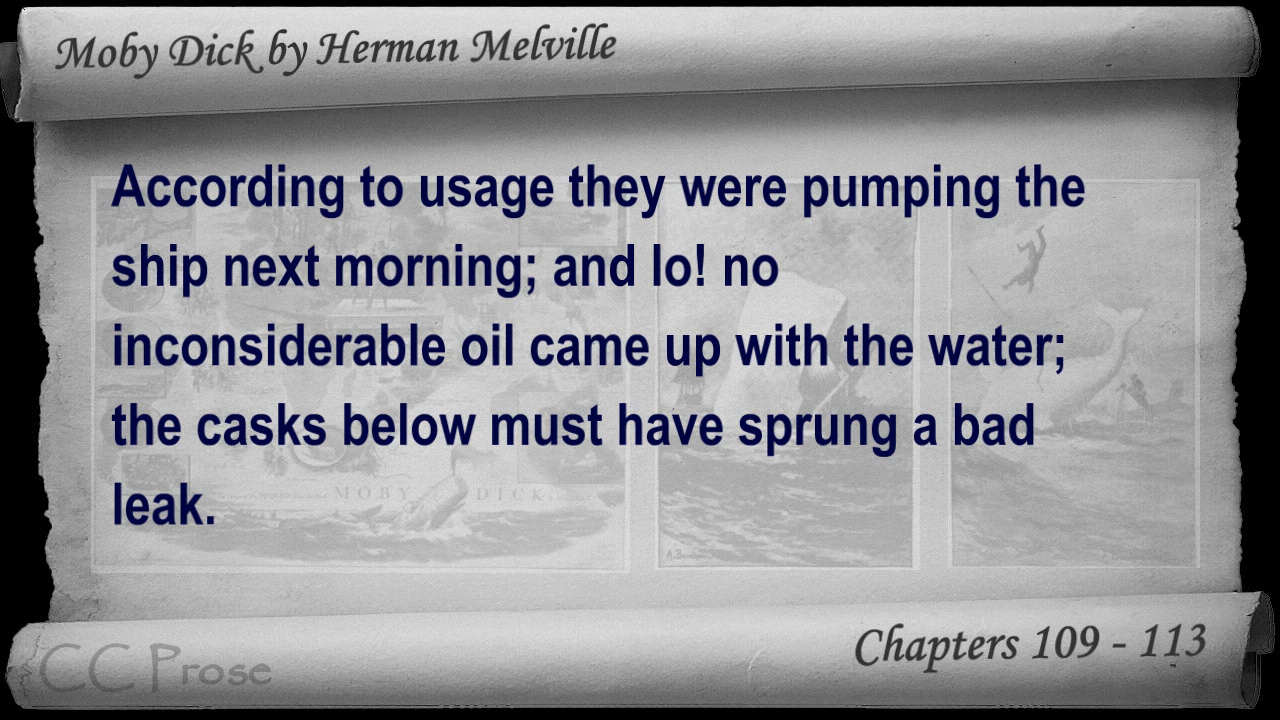 Moby Dick by Herman Melville
According to usage they were pumping the
ship next morning; and lo! no
inconsiderable oil came up with the water;
the casks below must have sprung a bad
leak.
MOBY DICK
CC Prose
Chapters 109 - 113